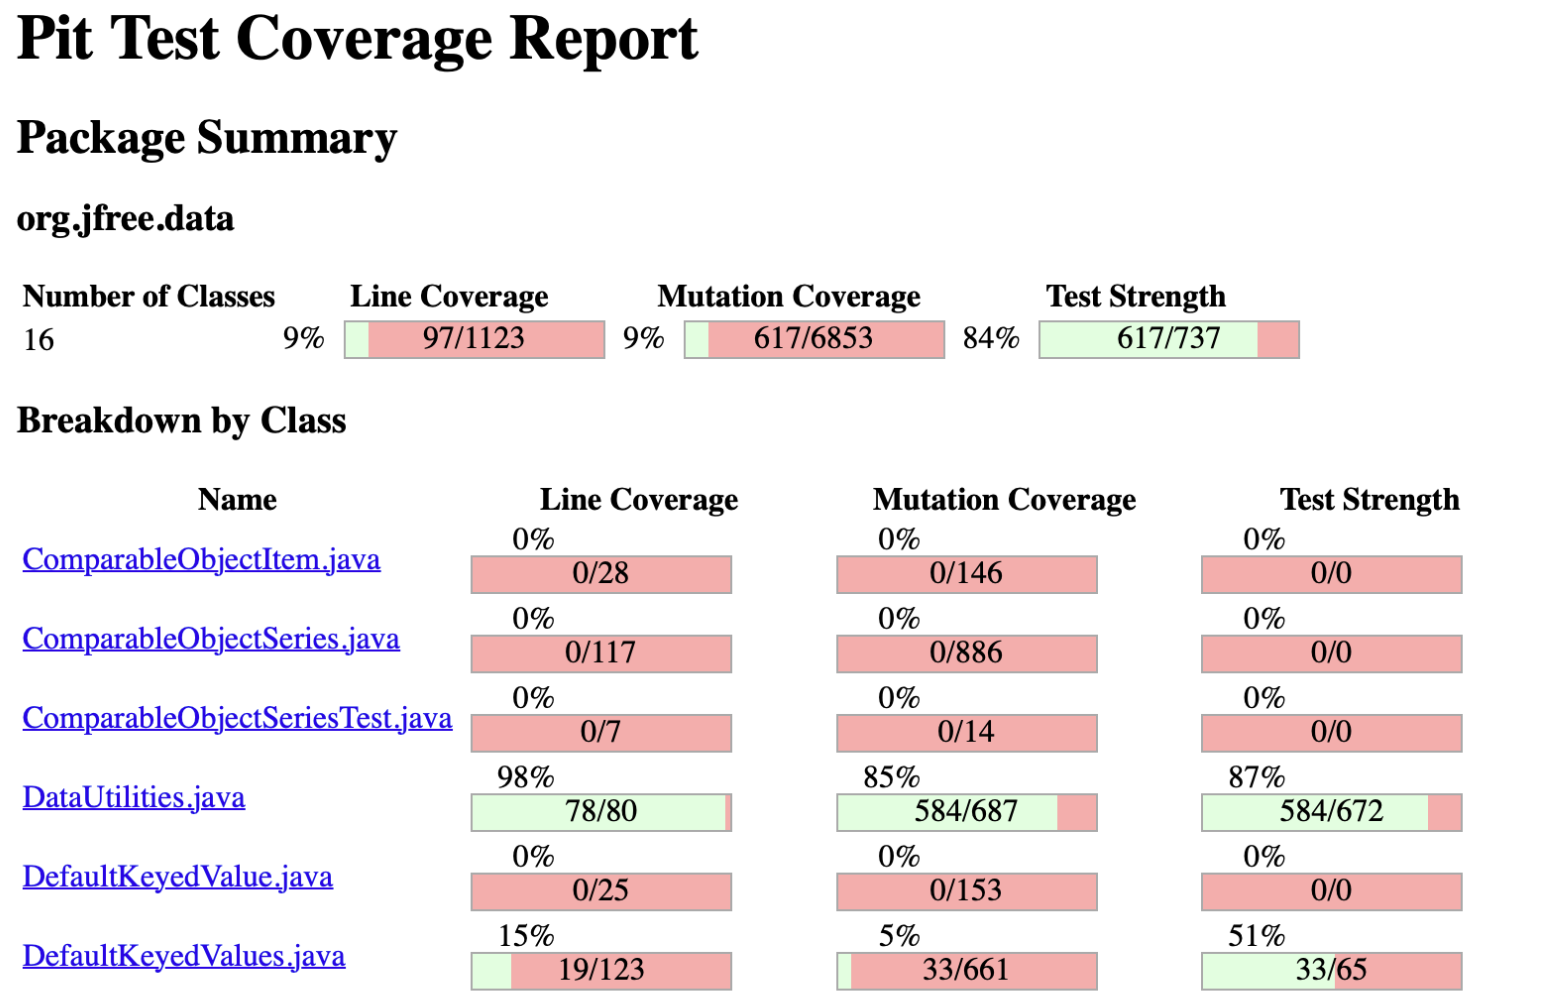 Pit Test Coverage Report
Package Summary
org.jfree.data
Number of Classes Line Coverage Mutation Coverage Test Strength
16 9% 97/1123 9% 617/6853 84% 617/737
Breakdown by Class
Name Line Coverage Mutation Coverage Test Strength
0% 0% 0%
ComparableObjectItem.java 0/28 0/146 0/0
0% 0% 0%
ComparableObjectSeries.java 0/117 0/886 0/0
0% 0% 0%
ComparableObjectSeriesTest.java 0/7 0/14 0/0
98% 85% 87%
DataUtilities.java 78/80 584/687 584/672
0% 0% 0%
DefaultKeyedValue.java 0/25 0/153 0/0
15% 5% 51%
DefaultKeyedValues.java 19/123 33/661 33/65